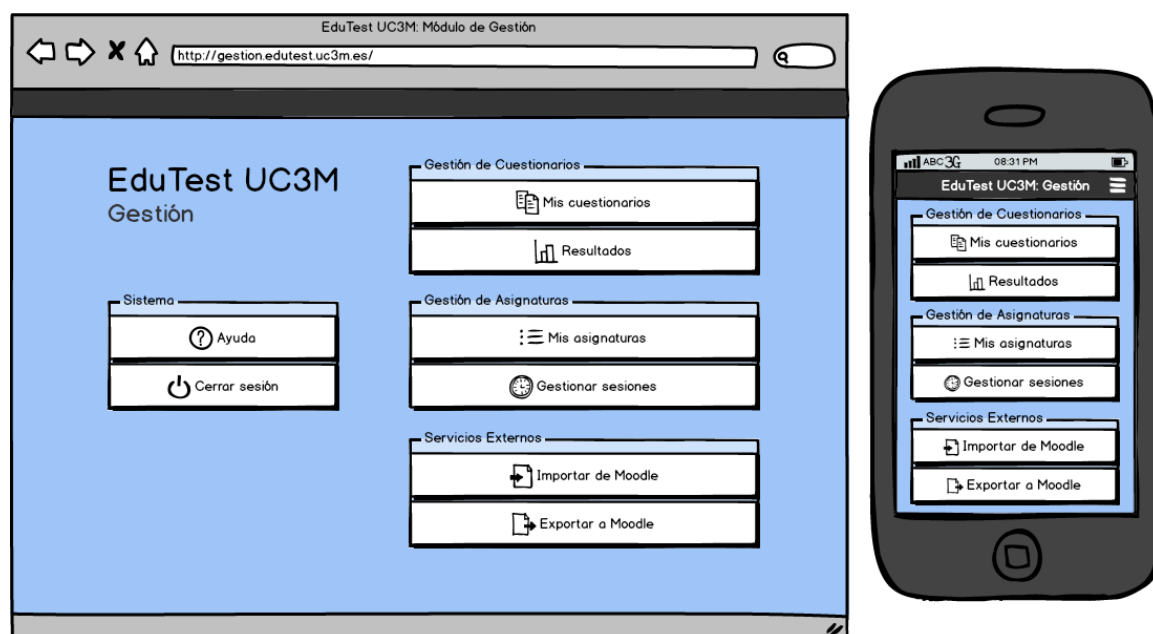 EduTest UC3M: Módulo de Gestión
http://gestion.edutest.uc3m.es/
EduTest UC3M
Gestión
Sistema
Ayuda
Cerrar sesión
Gestión de Cuestionarios
Mis cuestionarios
Resultados
Gestión de Asignaturas
Mis asignaturas
Gestionar sesiones
Servicios Externos
Importar de Moodle
Exportar a Moodle
ABC 3G 08:31 PM
EduTest UC3M: Gestión
Gestión de Cuestionarios
Mis cuestionarios
Resultados
Gestión de Asignaturas
Mis asignaturas
Gestionar sesiones
Servicios Externos
Importar de Moodle
Exportar a Moodle